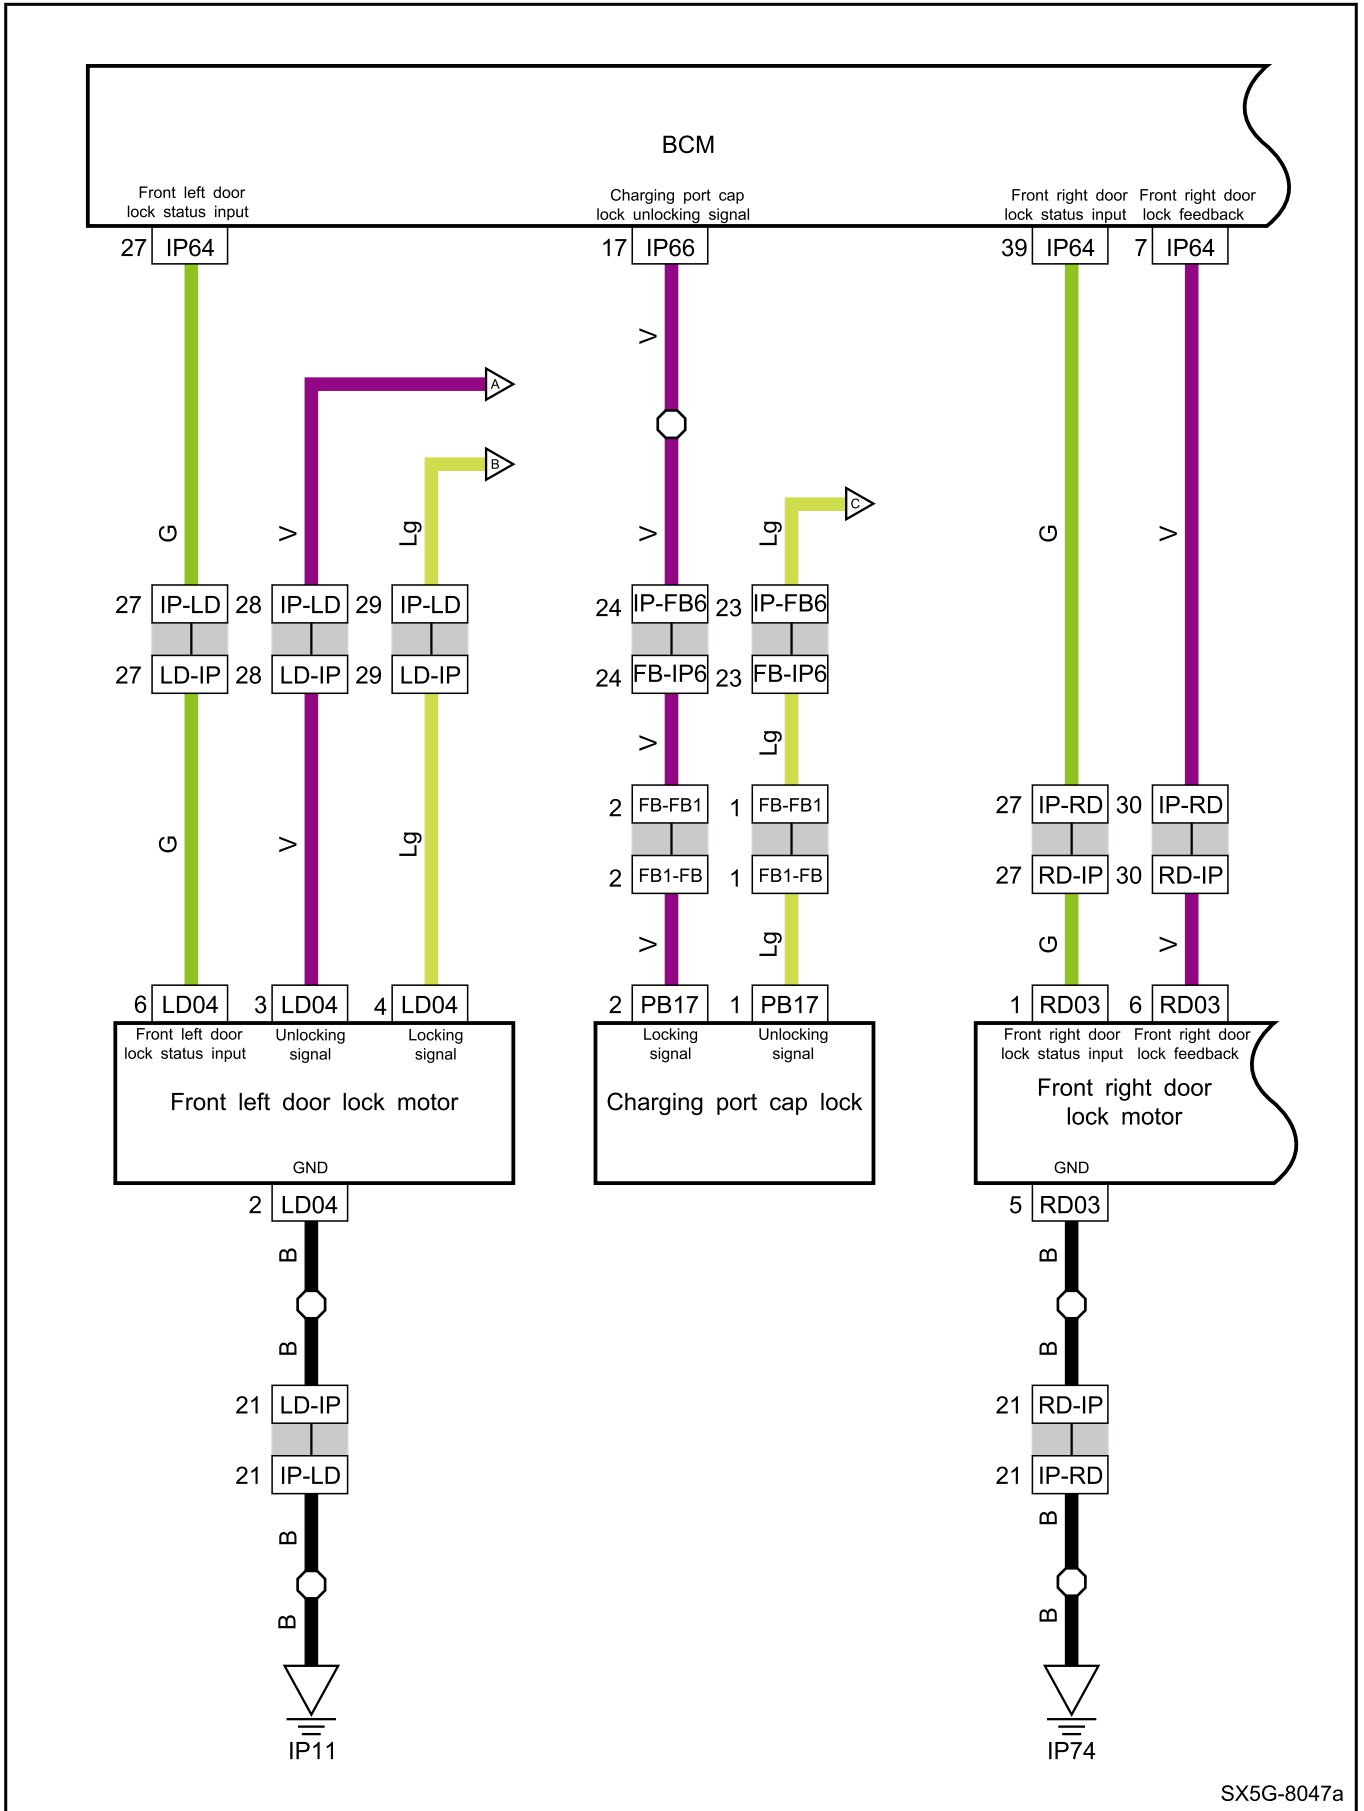 BCM
Front left door
lock status input
Charging port cap
lock unlocking signal
Front right door
lock status input
Front right door
lock feedback
27 IP64
17 IP66
39 IP64
7 IP64
V
A
B
C
G
V
Lg
V
Lg
G
V
27 IP-LD
28 IP-LD
29 IP-LD
24 IP-FB6
23 IP-FB6
27 LD-IP
28 LD-IP
29 LD-IP
24 FB-IP6
23 FB-IP6
V
Lg
2 FB-FB1
1 FB-FB1
27 IP-RD
30 IP-RD
G
V
Lg
2 FB1-FB
1 FB1-FB
27 RD-IP
30 RD-IP
V
Lg
G
V
6 LD04
3 LD04
4 LD04
2 PB17
1 PB17
1 RD03
6 RD03
Front left door
lock status input
Unlocking
signal
Locking
signal
Locking
signal
Unlocking
signal
Front right door
lock status input
Front right door
lock feedback
Front left door lock motor
Charging port cap lock
Front right door
lock motor
GND
GND
2 LD04
5 RD03
B
B
B
B
21 LD-IP
21 RD-IP
21 IP-LD
21 IP-RD
B
B
B
B
IP11
IP74
SX5G-8047a